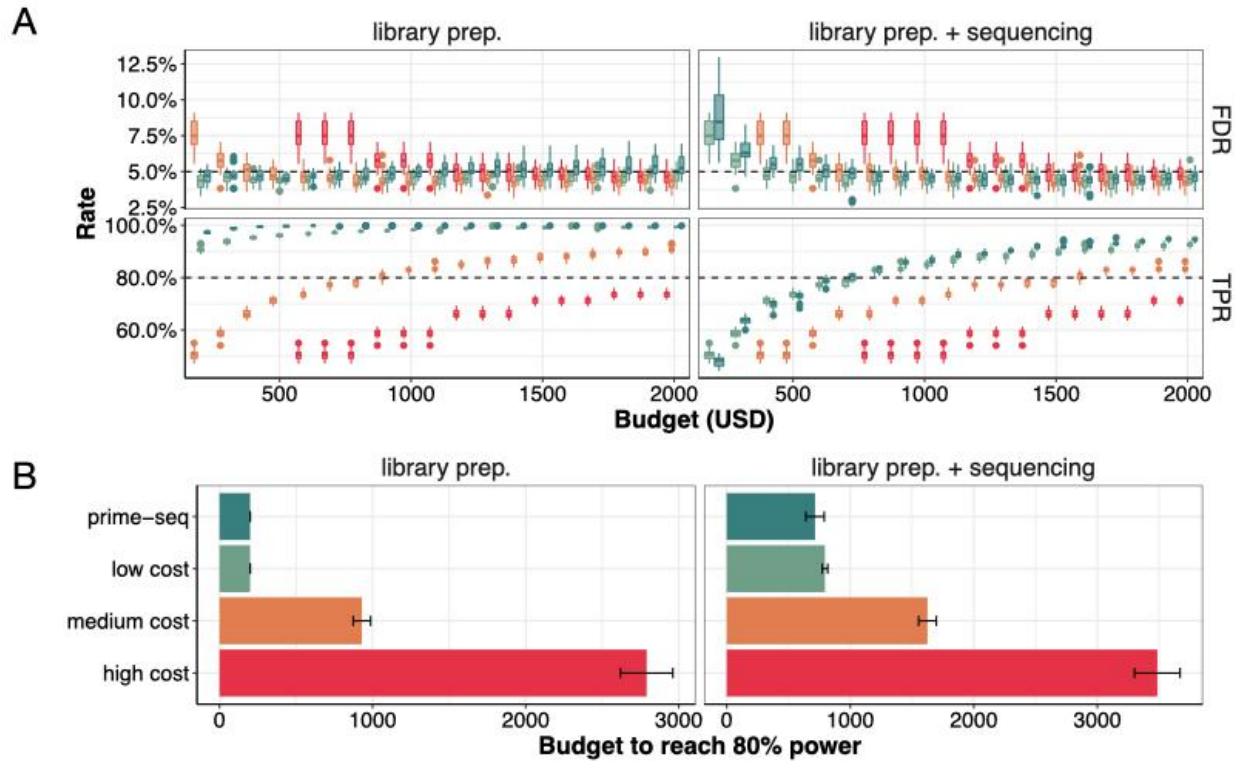 A
library prep.
library prep. + sequencing
12.5%
10.0%
7.5%
5.0%
2.5%
FDR
Rate
100.0%
80.0%
60.0%
TPR
500
1000
1500
2000
500
1000
1500
2000
Budget (USD)
B
library prep.
library prep. + sequencing
prime-seq
low cost
medium cost
high cost
0
1000
2000
3000
0
1000
2000
3000
Budget to reach 80% power